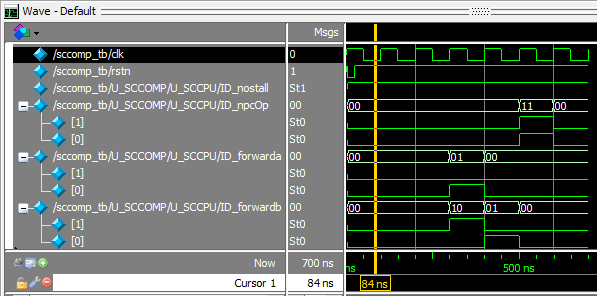 Wave - Default
Msgs
/sccomp_tb/clk 0
/sccomp_tb/rstn 1
/sccomp_tb/U_SCCOMP/U_SCCPU/ID_nostall St1
/sccomp_tb/U_SCCOMP/U_SCCPU/ID_npcOp 00 00 11 00
[1] St0
[0] St0
/sccomp_tb/U_SCCOMP/U_SCCPU/ID_forwarda 00 00 01 00
[1] St0
[0] St0
/sccomp_tb/U_SCCOMP/U_SCCPU/ID_forwardb 00 00 10 01 00
[1] St0
[0] St0
Now 700 ns ns 500 ns
Cursor 1 84 ns 84 ns